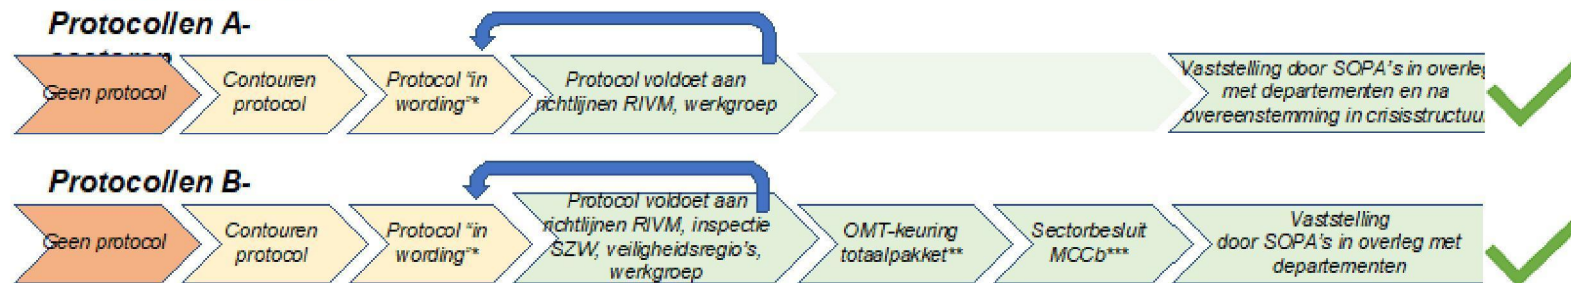 Protocollen A-
Geen protocol
Contouren
protocol
Protocol "in
wording"*
Protocol voldoet aan
richtlijnen RIVM, werkgroep
Vaststelling door SOPA's in overleg
met departementen en na
overeenstemming in crisisstructuur
Protocollen B-
Geen protocol
Contouren
protocol
Protocol "in
wording"*
Protocol voldoet aan
richtlijnen RIVM, inspectie
SZW, veiligheidsregio's,
werkgroep
OMT-keuring
totaalpakket**
Sectorbesluit
MCCb***
Vaststelling
door SOPA's in overleg met
departementen